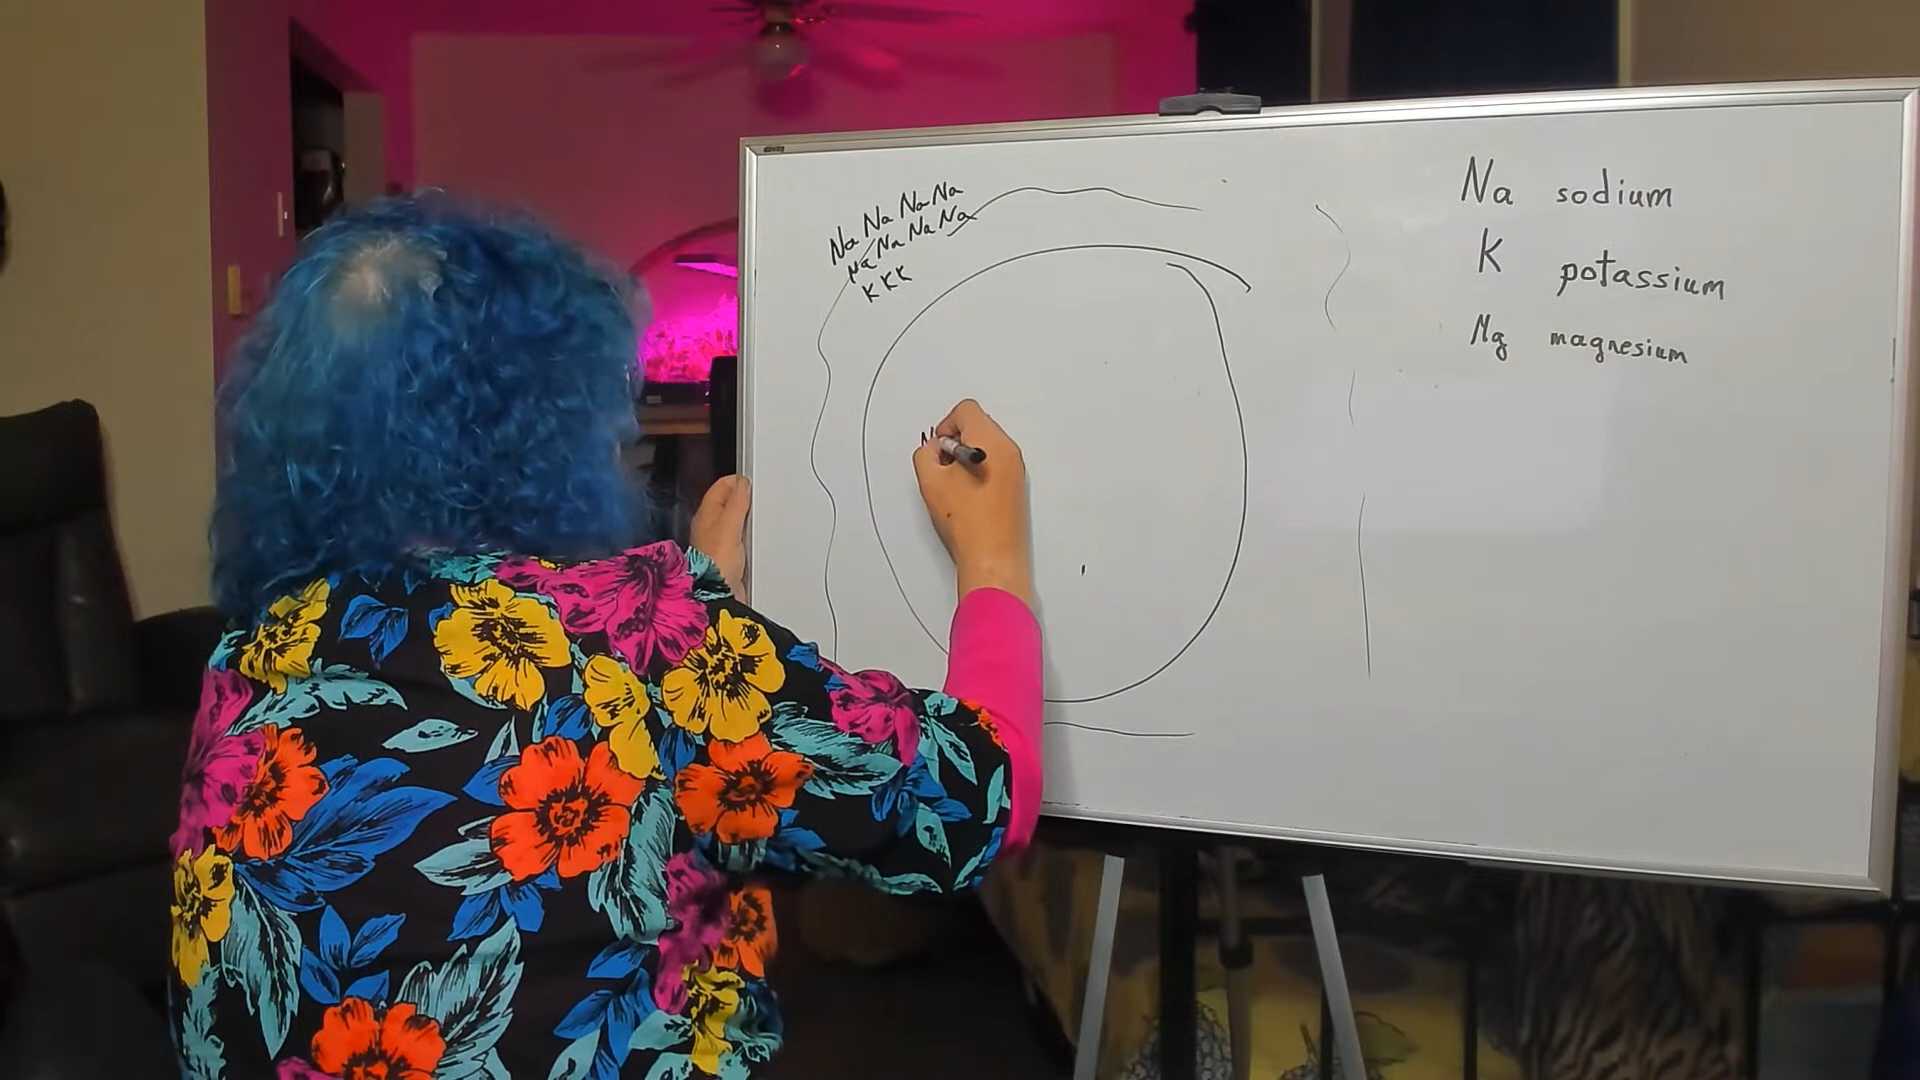 Na Na Na Na
Na Na Na Na
K K K
N
Na sodium
K potassium
Mg magnesium